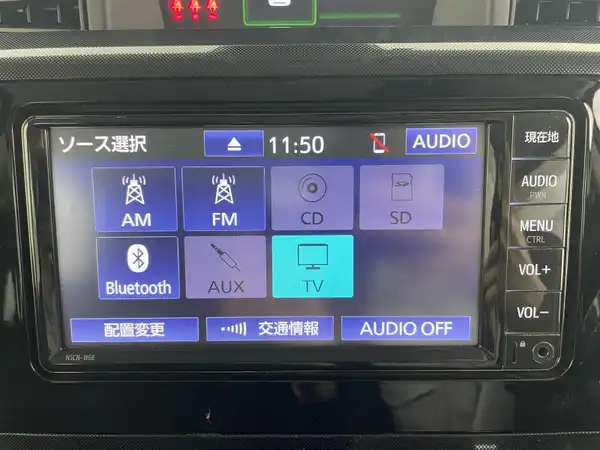 ソース選択
11:50
AUDIO
AM
FM
CD
SD
Bluetooth
AUX
TV
配置変更
交通情報
AUDIO OFF
現在地
AUDIO
PWR
MENU
CTRL
VOL+
VOL-
NSCN-W68